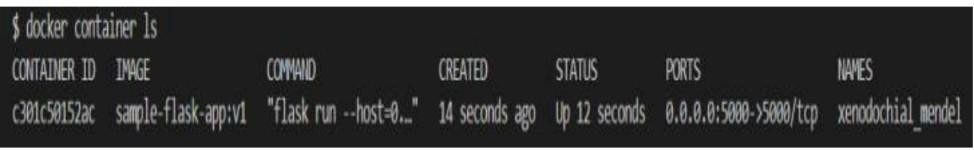 $ docker container ls
CONTAINER ID IMAGE COMMAND CREATED STATUS PORTS NAMES
c301c50152ac sample-flask-app:v1 "flask run --host=0.…" 14 seconds ago Up 12 seconds 0.0.0.0:5000->5000/tcp xenodochial_mendel